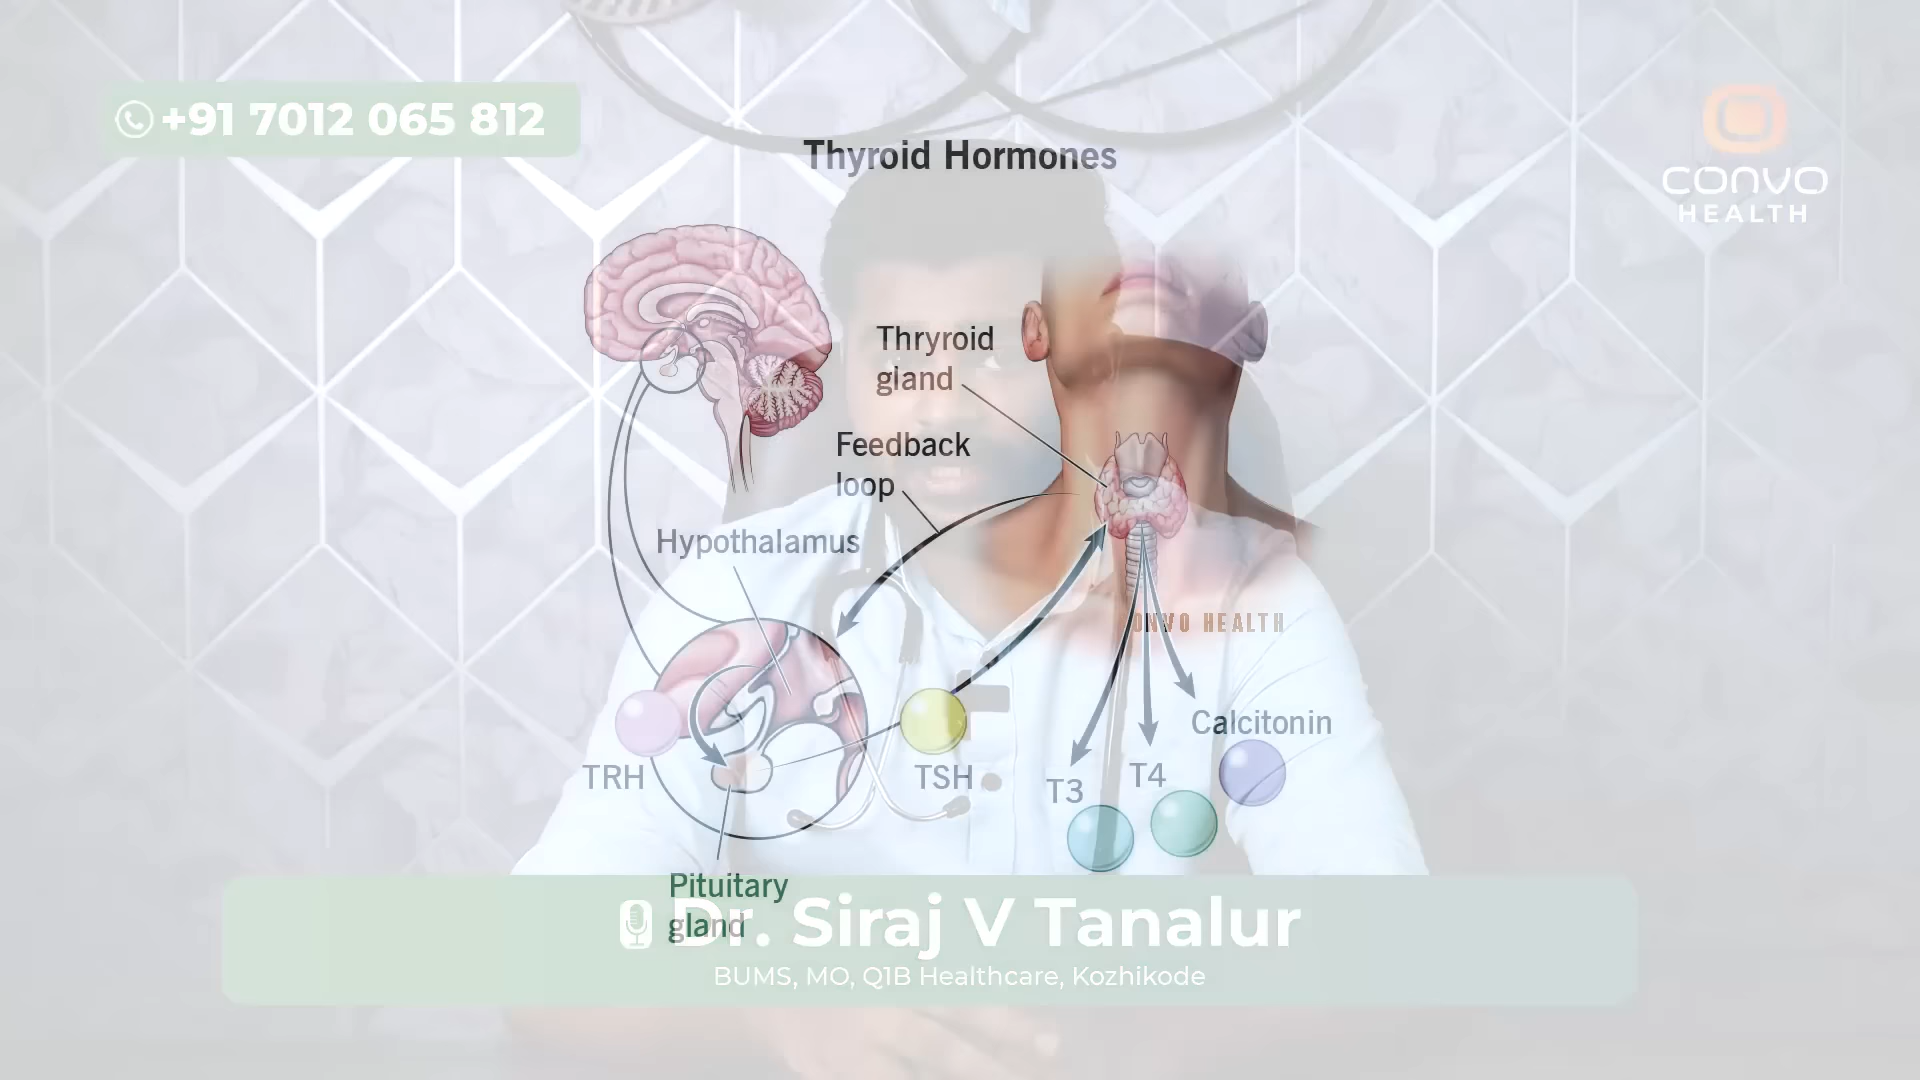 +91 7012 065 812
CONVO
HEALTH
Thyroid Hormones
Thryroid
gland
Feedback
loop
Hypothalamus
ONVO HEALTH
Calcitonin
TRH
TSH
T3
T4
Pituitary
gland
Dr. Siraj V Tanalur
BUMS, MO, Q1B Healthcare, Kozhikode